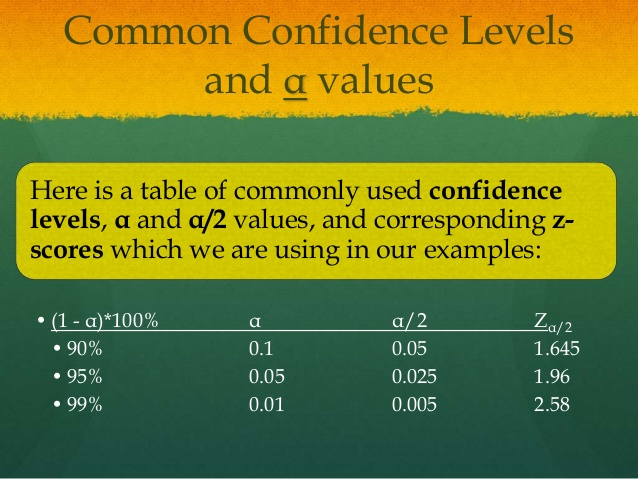 Common Confidence Levels
and α values
Here is a table of commonly used confidence
levels, α and α/2 values, and corresponding z-
scores which we are using in our examples:
• (1 - α)*100% α α/2 Zα/2
• 90% 0.1 0.05 1.645
• 95% 0.05 0.025 1.96
• 99% 0.01 0.005 2.58